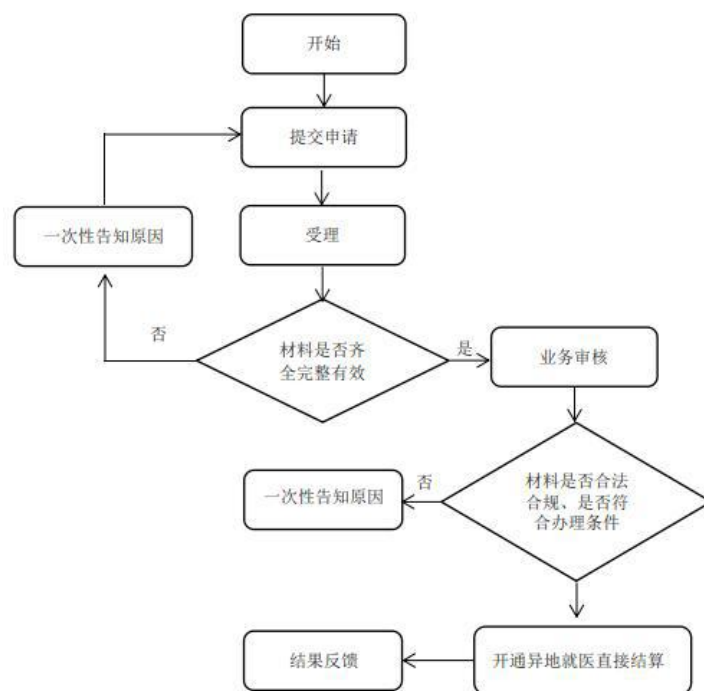 开始
提交申请
一次性告知原因
受理
否
材料是否齐
全完整有效
是
业务审核
一次性告知原因
否
材料是否合法
合规、是否符
合办理条件
结果反馈
开通异地就医直接结算